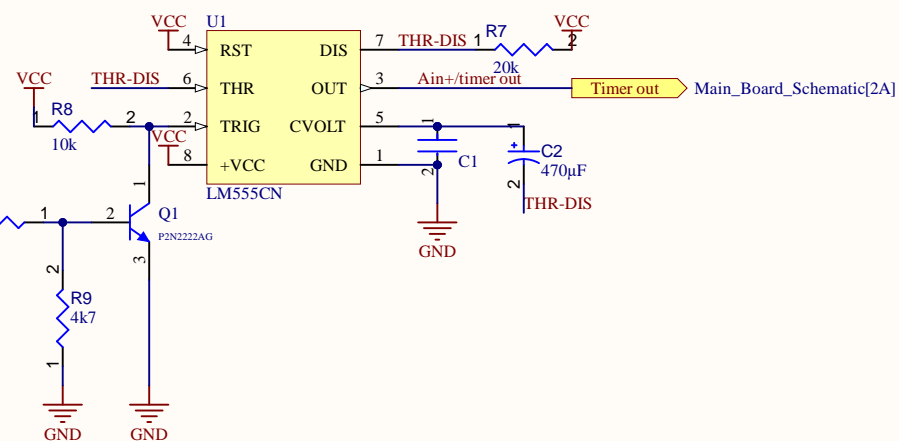 VCC
U1
VCC
4
RST
DIS
7
THR-DIS
1
R7
2
20k
VCC
THR-DIS
6
THR
OUT
3
Ain+/timer out
Timer out
Main_Board_Schematic[2A]
R8
1
2
10k
2
TRIG
CVOLT
5
1
1
VCC
8
+VCC
GND
1
2
C1
C2
470µF
2
THR-DIS
LM555CN
GND
1
Q1
P2N2222AG
1
2
3
2
R9
4k7
1
GND
GND